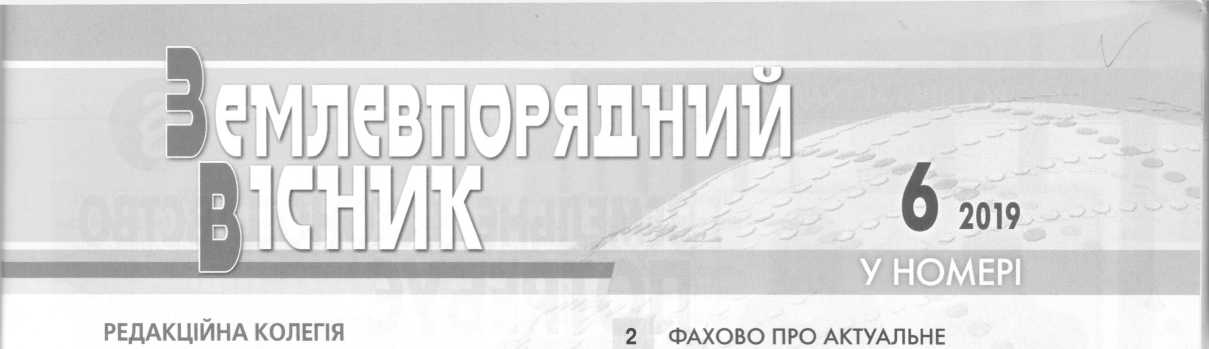 ЗЕМЛЕВПОРЯДНИЙ
ВІСНИК
6 2019
У НОМЕРІ
РЕДАКЦІЙНА КОЛЕГІЯ
2 ФАХОВО ПРО АКТУАЛЬНЕ